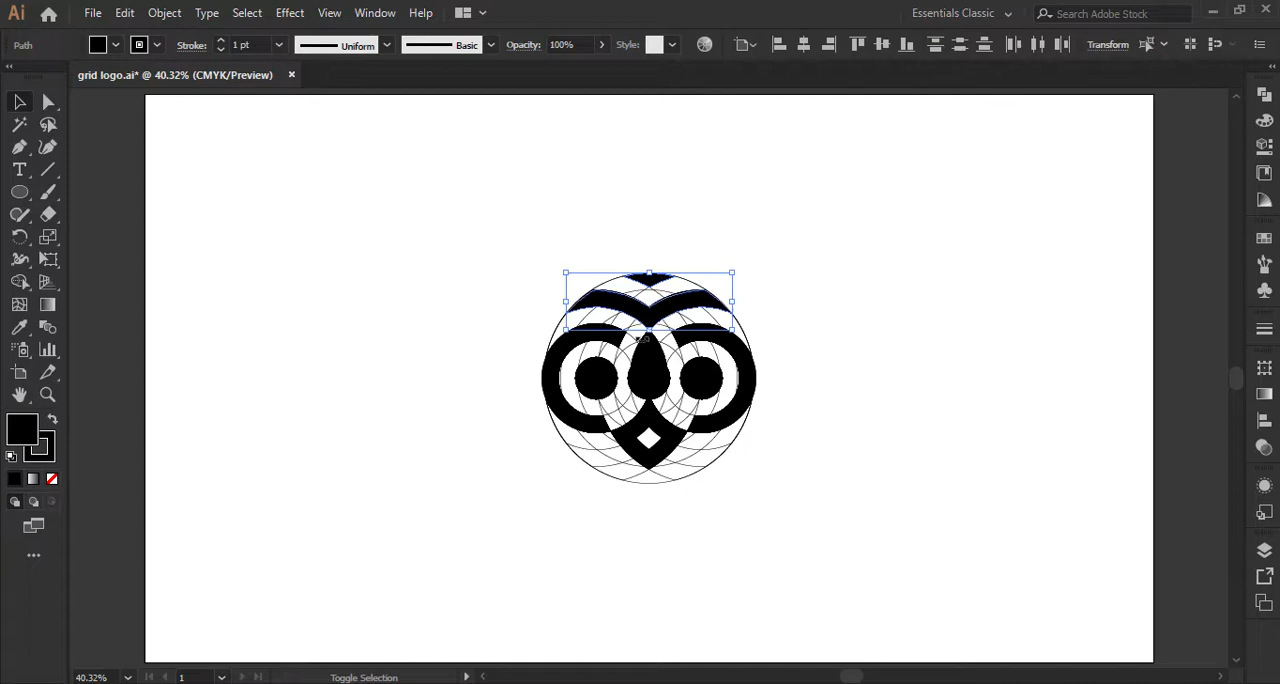 Ai File Edit Object Type Select Effect View Window Help Essentials Classic Search Adobe Stock
Path Stroke: 1 pt Uniform Basic Opacity: 100% Style: Transform
grid logo.ai* @ 40.32% (CMYK/Preview)
40.32% 1 Toggle Selection